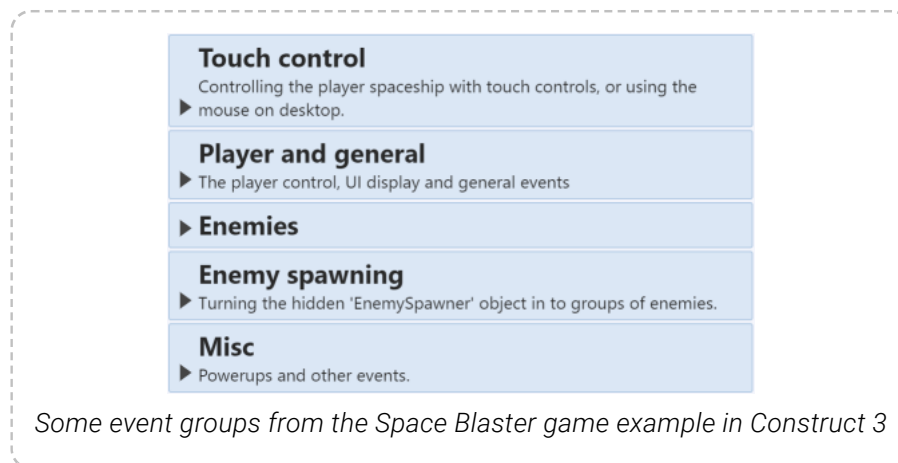 Touch control
Controlling the player spaceship with touch controls, or using the
mouse on desktop.
Player and general
The player control, UI display and general events
Enemies
Enemy spawning
Turning the hidden 'EnemySpawner' object in to groups of enemies.
Misc
Powerups and other events.
Some event groups from the Space Blaster game example in Construct 3